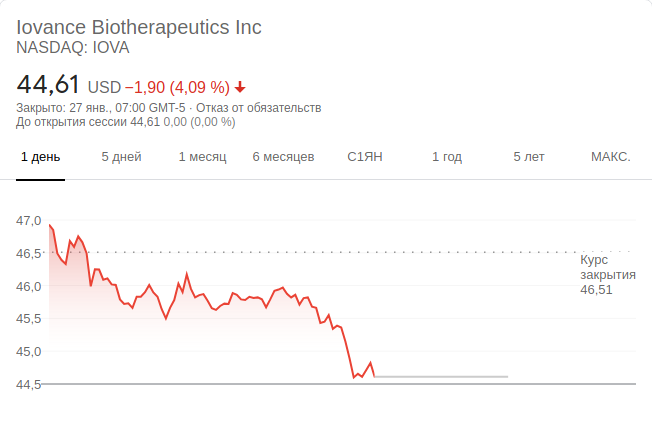 Iovance Biotherapeutics Inc
NASDAQ: IOVA
44,61 USD −1,90 (4,09 %)
Закрыто: 27 янв., 07:00 GMT-5 · Отказ от обязательств
До открытия сессии 44,61 0,00 (0,00 %)
1 день 5 дней 1 месяц 6 месяцев С1ЯН 1 год 5 лет МАКС.
47,0
46,5
Курс
закрытия
46,51
46,0
45,5
45,0
44,5